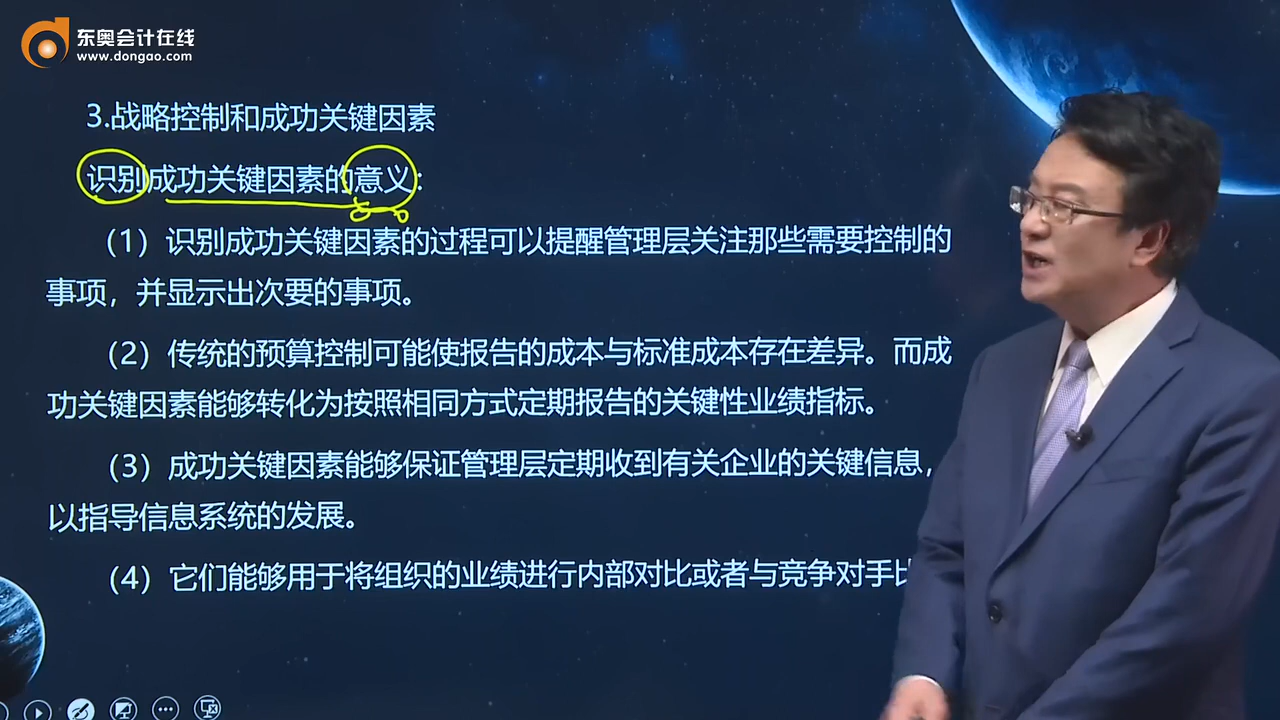 东奥会计在线
www.dongao.com
3.战略控制和成功关键因素
识别成功关键因素的意义：
（1）识别成功关键因素的过程可以提醒管理层关注那些需要控制的
事项，并显示出次要的事项。
（2）传统的预算控制可能使报告的成本与标准成本存在差异。而成
功关键因素能够转化为按照相同方式定期报告的关键性业绩指标。
（3）成功关键因素能够保证管理层定期收到有关企业的关键信息，
以指导信息系统的发展。
（4）它们能够用于将组织的业绩进行内部对比或者与竞争对手比